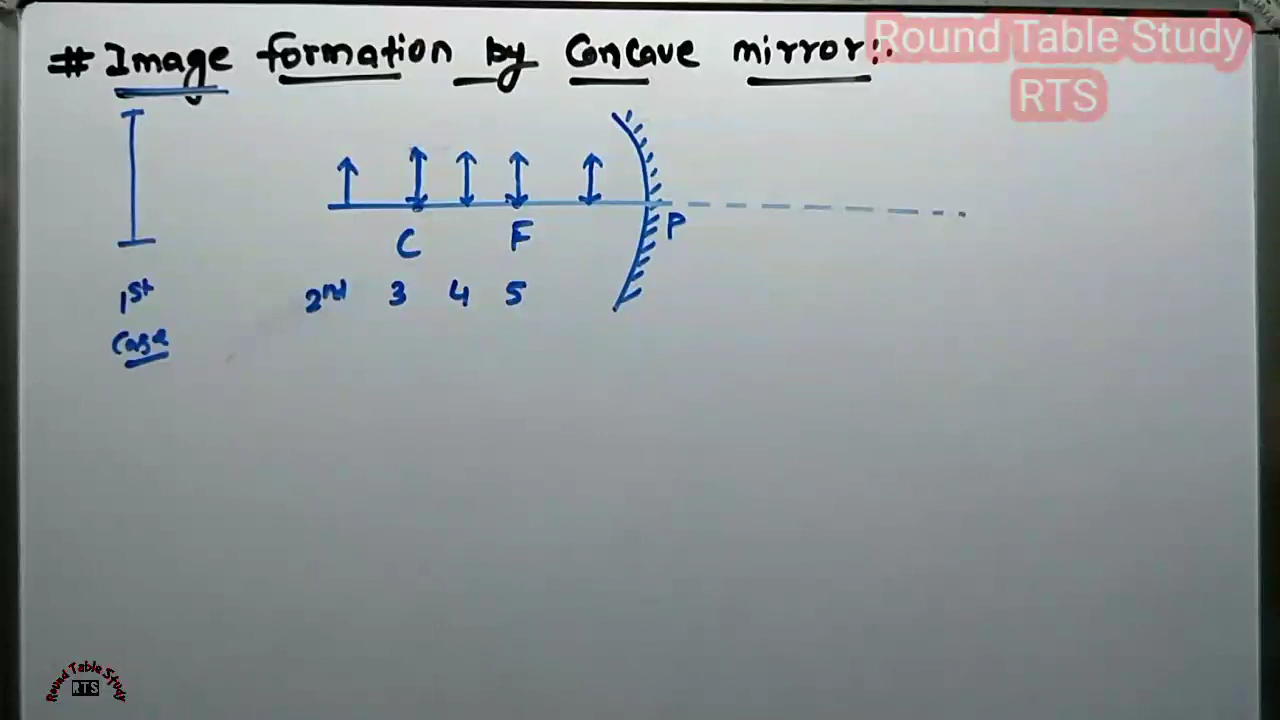 # Image formation by Concave mirror:.
Round Table Study
RTS
C F P
1st 2nd 3 4 5
Case
Round Table Study
RTS